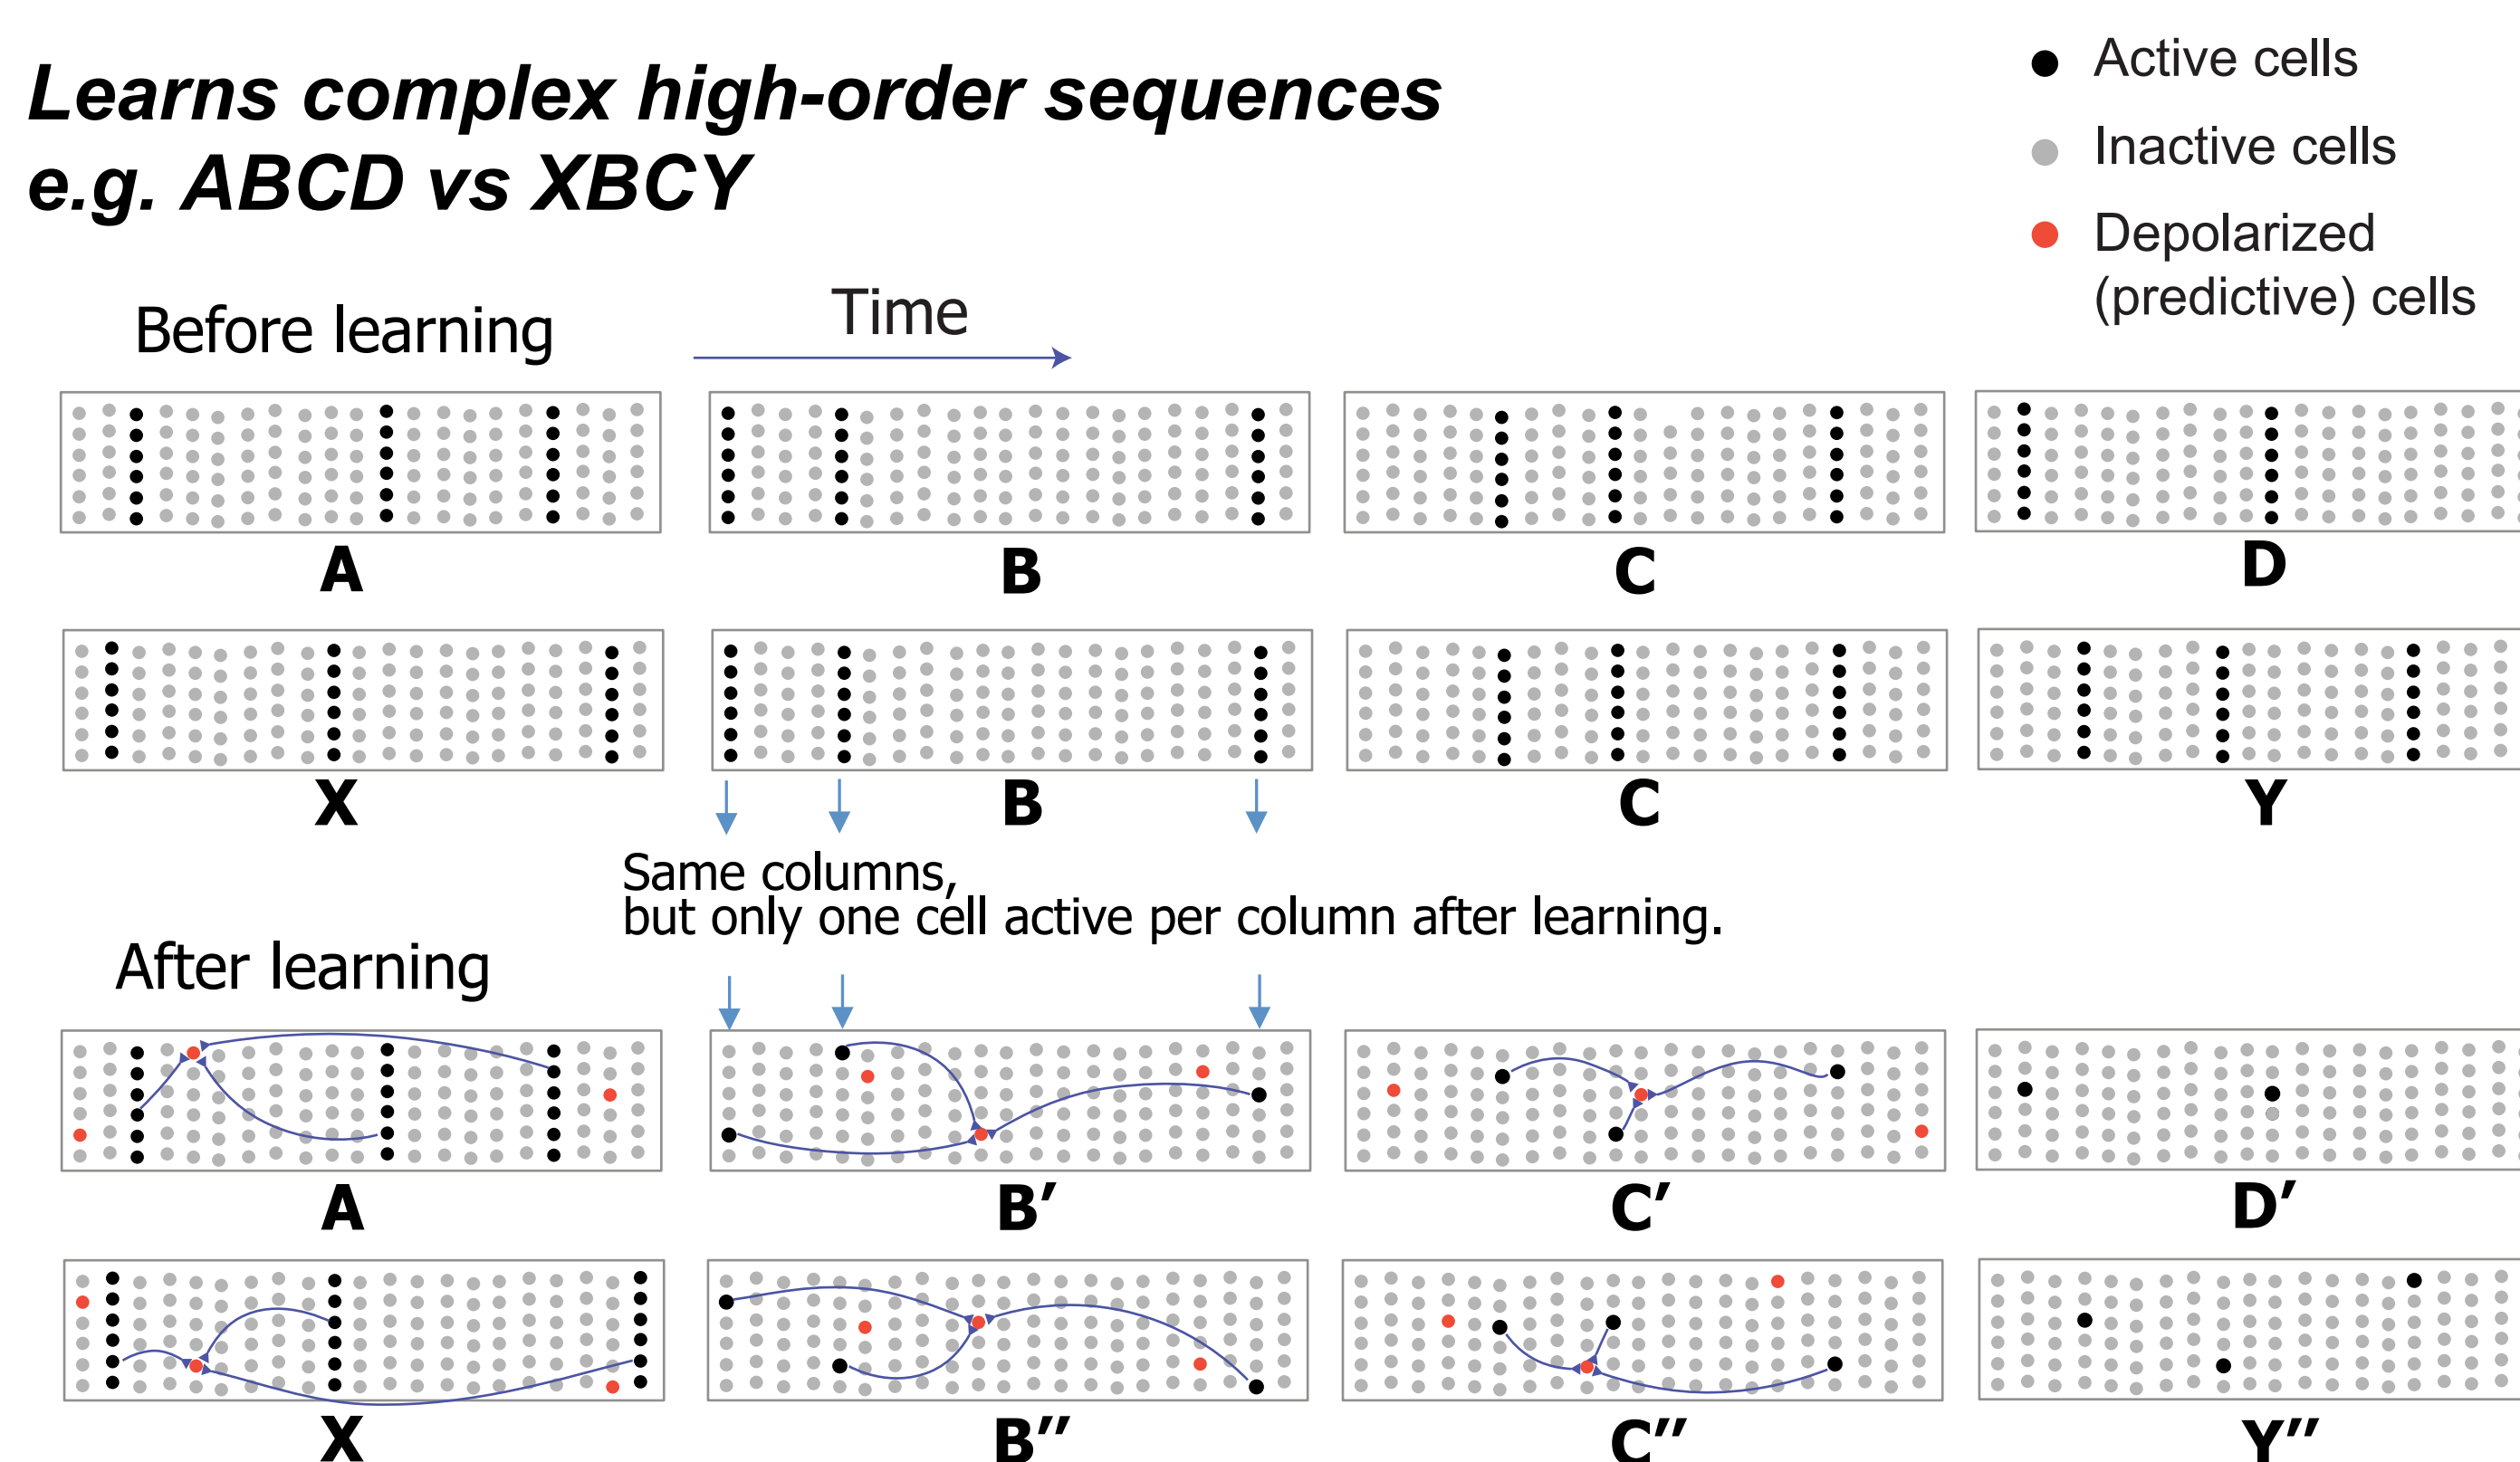 Learns complex high-order sequences
e.g. ABCD vs XBCY
Active cells
Inactive cells
Depolarized
(predictive) cells
Before learning
Time
A
B
C
D
X
B
C
Y
Same columns,
but only one cell active per column after learning.
After learning
A
B′
C′
D′
X
B″
C″
Y″